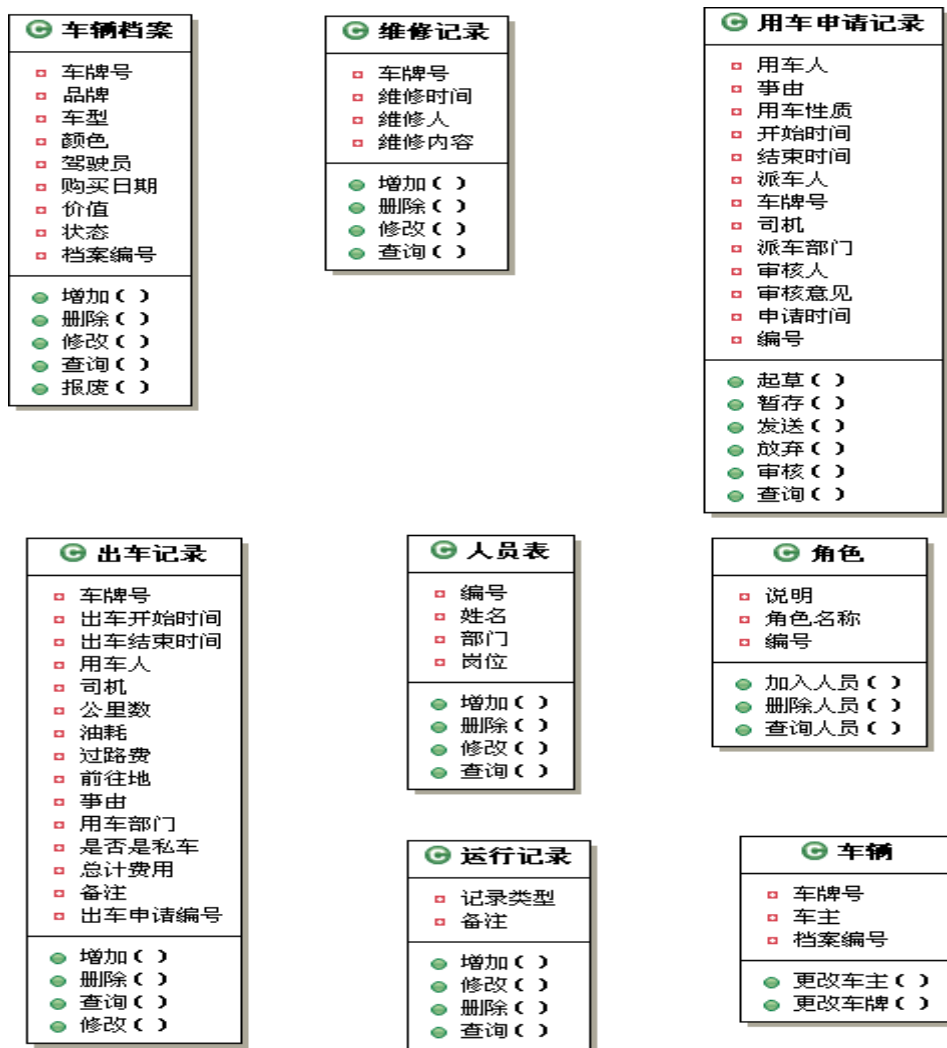 车辆档案
车牌号
品牌
车型
颜色
驾驶员
购买日期
价值
状态
档案编号
增加( )
删除( )
修改( )
查询( )
报废( )
维修记录
车牌号
维修时间
维修人
维修内容
增加( )
删除( )
修改( )
查询( )
用车申请记录
用车人
事由
用车性质
开始时间
结束时间
派车人
车牌号
司机
派车部门
审核人
审核意见
申请时间
编号
起草( )
暂存( )
发送( )
放弃( )
审核( )
查询( )
出车记录
车牌号
出车开始时间
出车结束时间
用车人
司机
公里数
油耗
过路费
前往地
事由
用车部门
是否是私车
总计费用
备注
出车申请编号
增加( )
删除( )
查询( )
修改( )
人员表
编号
姓名
部门
岗位
增加( )
删除( )
修改( )
查询( )
角色
说明
角色名称
编号
加入人员( )
删除人员( )
查询人员( )
运行记录
记录类型
备注
增加( )
修改( )
删除( )
查询( )
车辆
车牌号
车主
档案编号
更改车主( )
更改车牌( )